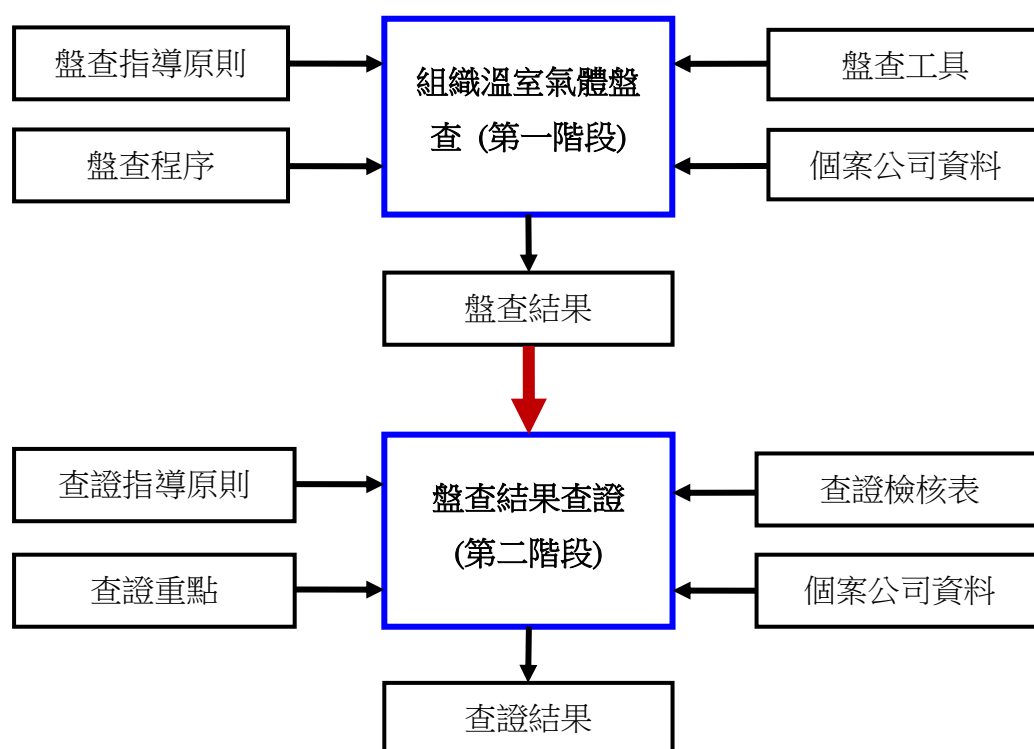 盤查指導原則
組織溫室氣體盤
查 (第一階段)
盤查工具
盤查程序
個案公司資料
盤查結果
查證指導原則
盤查結果查證
(第二階段)
查證檢核表
查證重點
個案公司資料
查證結果